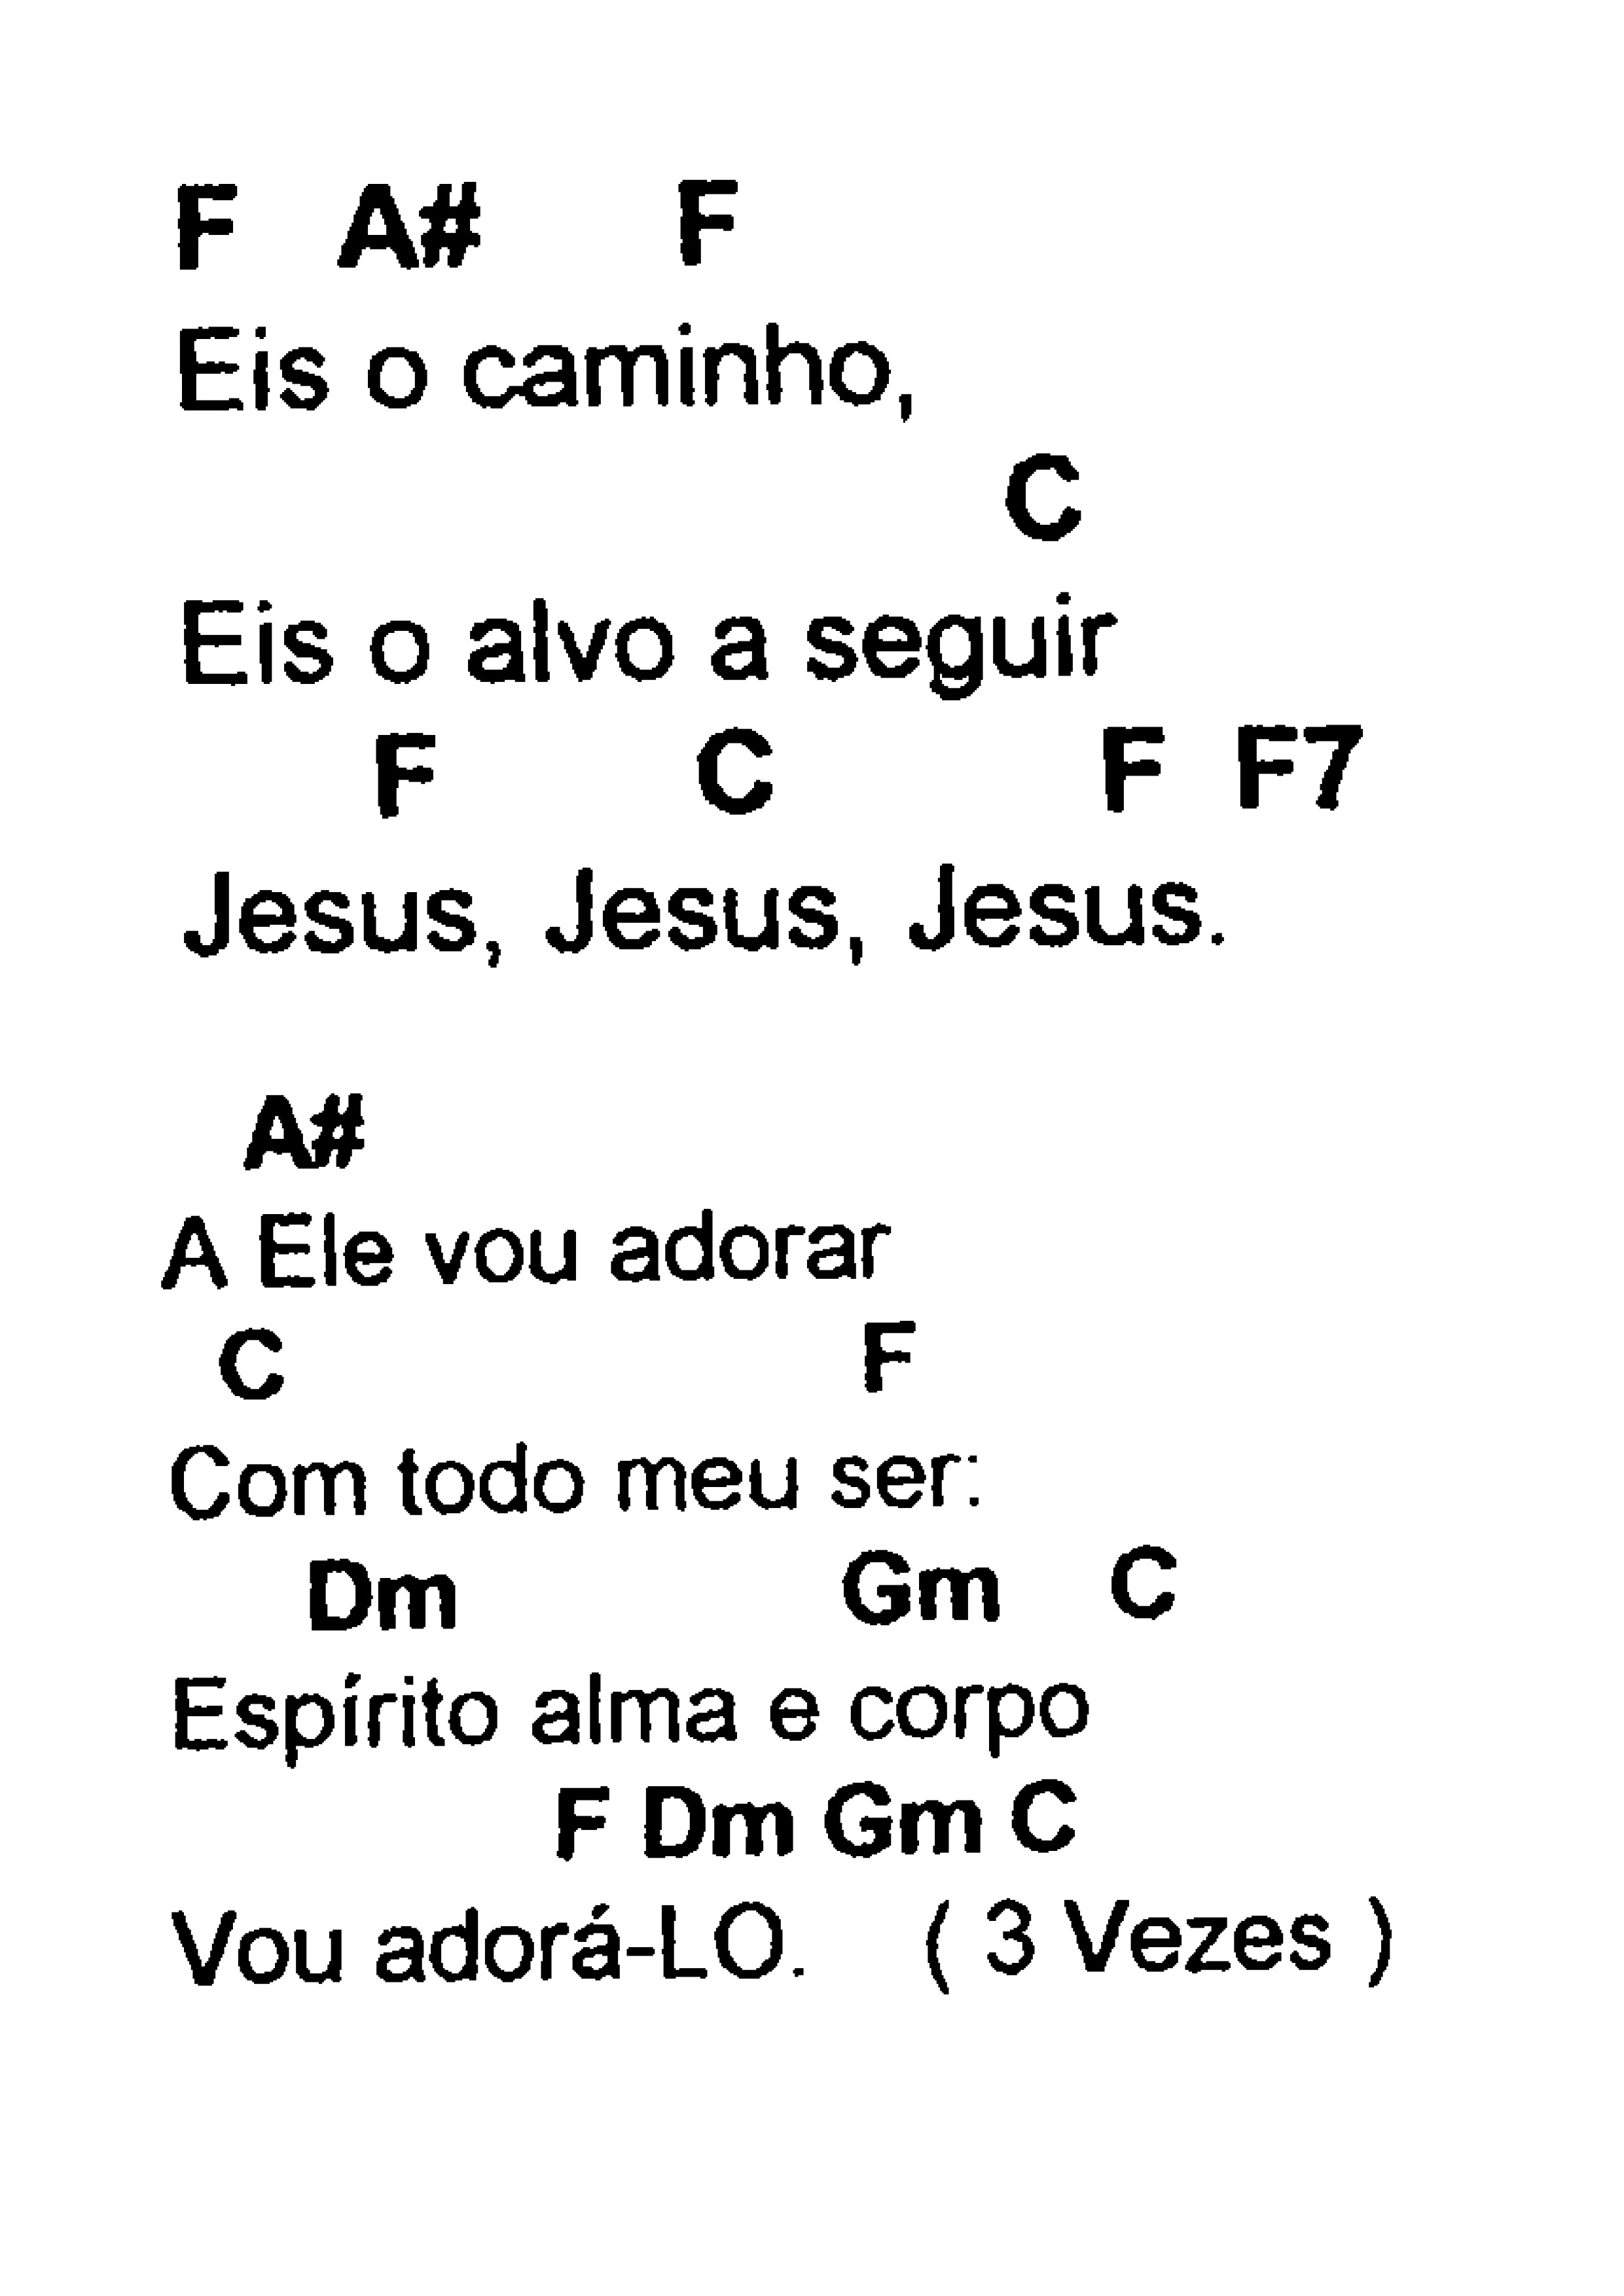 F A# F
Eis o caminho,
C
Eis o alvo a seguir
F C F F7
Jesus, Jesus, Jesus.
A#
A Ele vou adorar
C F
Com todo meu ser:
Dm Gm C
Espírito alma e corpo
F Dm Gm C
Vou adorá-LO. ( 3 Vezes )